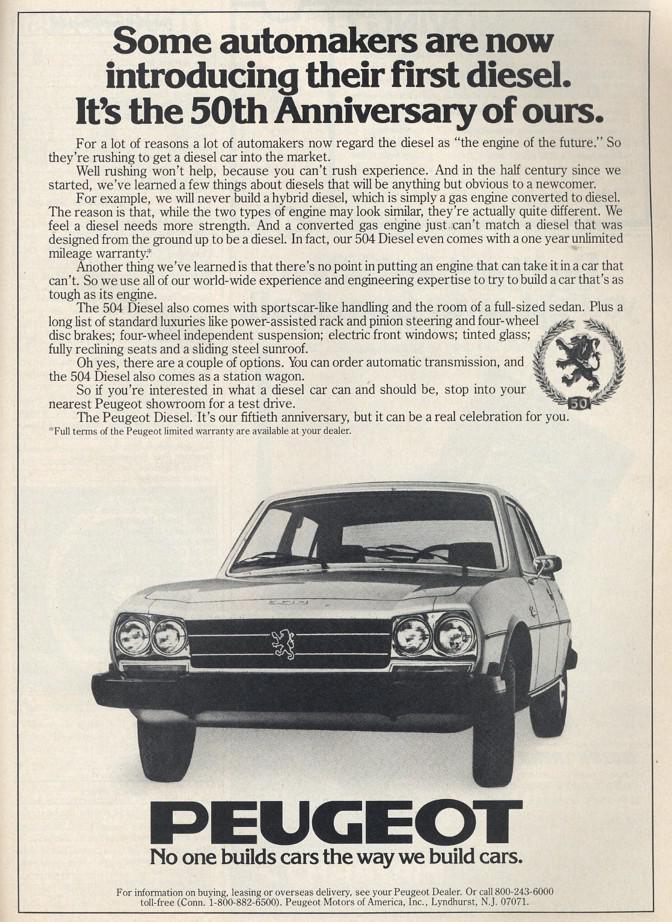 Some automakers are now
introducing their first diesel.
It's the 50th Anniversary of ours.
For a lot of reasons a lot of automakers now regard the diesel as "the engine of the future." So
they're rushing to get a diesel car into the market.
Well rushing won't help, because you can't rush experience. And in the half century since we
started, we've learned a few things about diesels that will be anything but obvious to a newcomer.
For example, we will never build a hybrid diesel, which is simply a gas engine converted to diesel.
The reason is that, while the two types of engine may look similar, they're actually quite different. We
feel a diesel needs more strength. And a converted gas engine just can't match a diesel that was
designed from the ground up to be a diesel. In fact, our 504 Diesel even comes with a one year unlimited
mileage warranty.*
Another thing we've learned is that there's no point in putting an engine that can take it in a car that
can't. So we use all of our world-wide experience and engineering expertise to try to build a car that's as
tough as its engine.
The 504 Diesel also comes with sportscar-like handling and the room of a full-sized sedan. Plus a
long list of standard luxuries like power-assisted rack and pinion steering and four-wheel
disc brakes; four-wheel independent suspension; electric front windows; tinted glass;
fully reclining seats and a sliding steel sunroof.
Oh yes, there are a couple of options. You can order automatic transmission, and
the 504 Diesel also comes as a station wagon.
So if you're interested in what a diesel car can and should be, stop into your
nearest Peugeot showroom for a test drive.
The Peugeot Diesel. It's our fiftieth anniversary, but it can be a real celebration for you.
*Full terms of the Peugeot limited warranty are available at your dealer.
50
PEUGEOT
No one builds cars the way we build cars.
For information on buying, leasing or overseas delivery, see your Peugeot Dealer. Or call 800-243-6000
toll-free (Conn. 1-800-882-6500). Peugeot Motors of America, Inc., Lyndhurst, N.J. 07071.